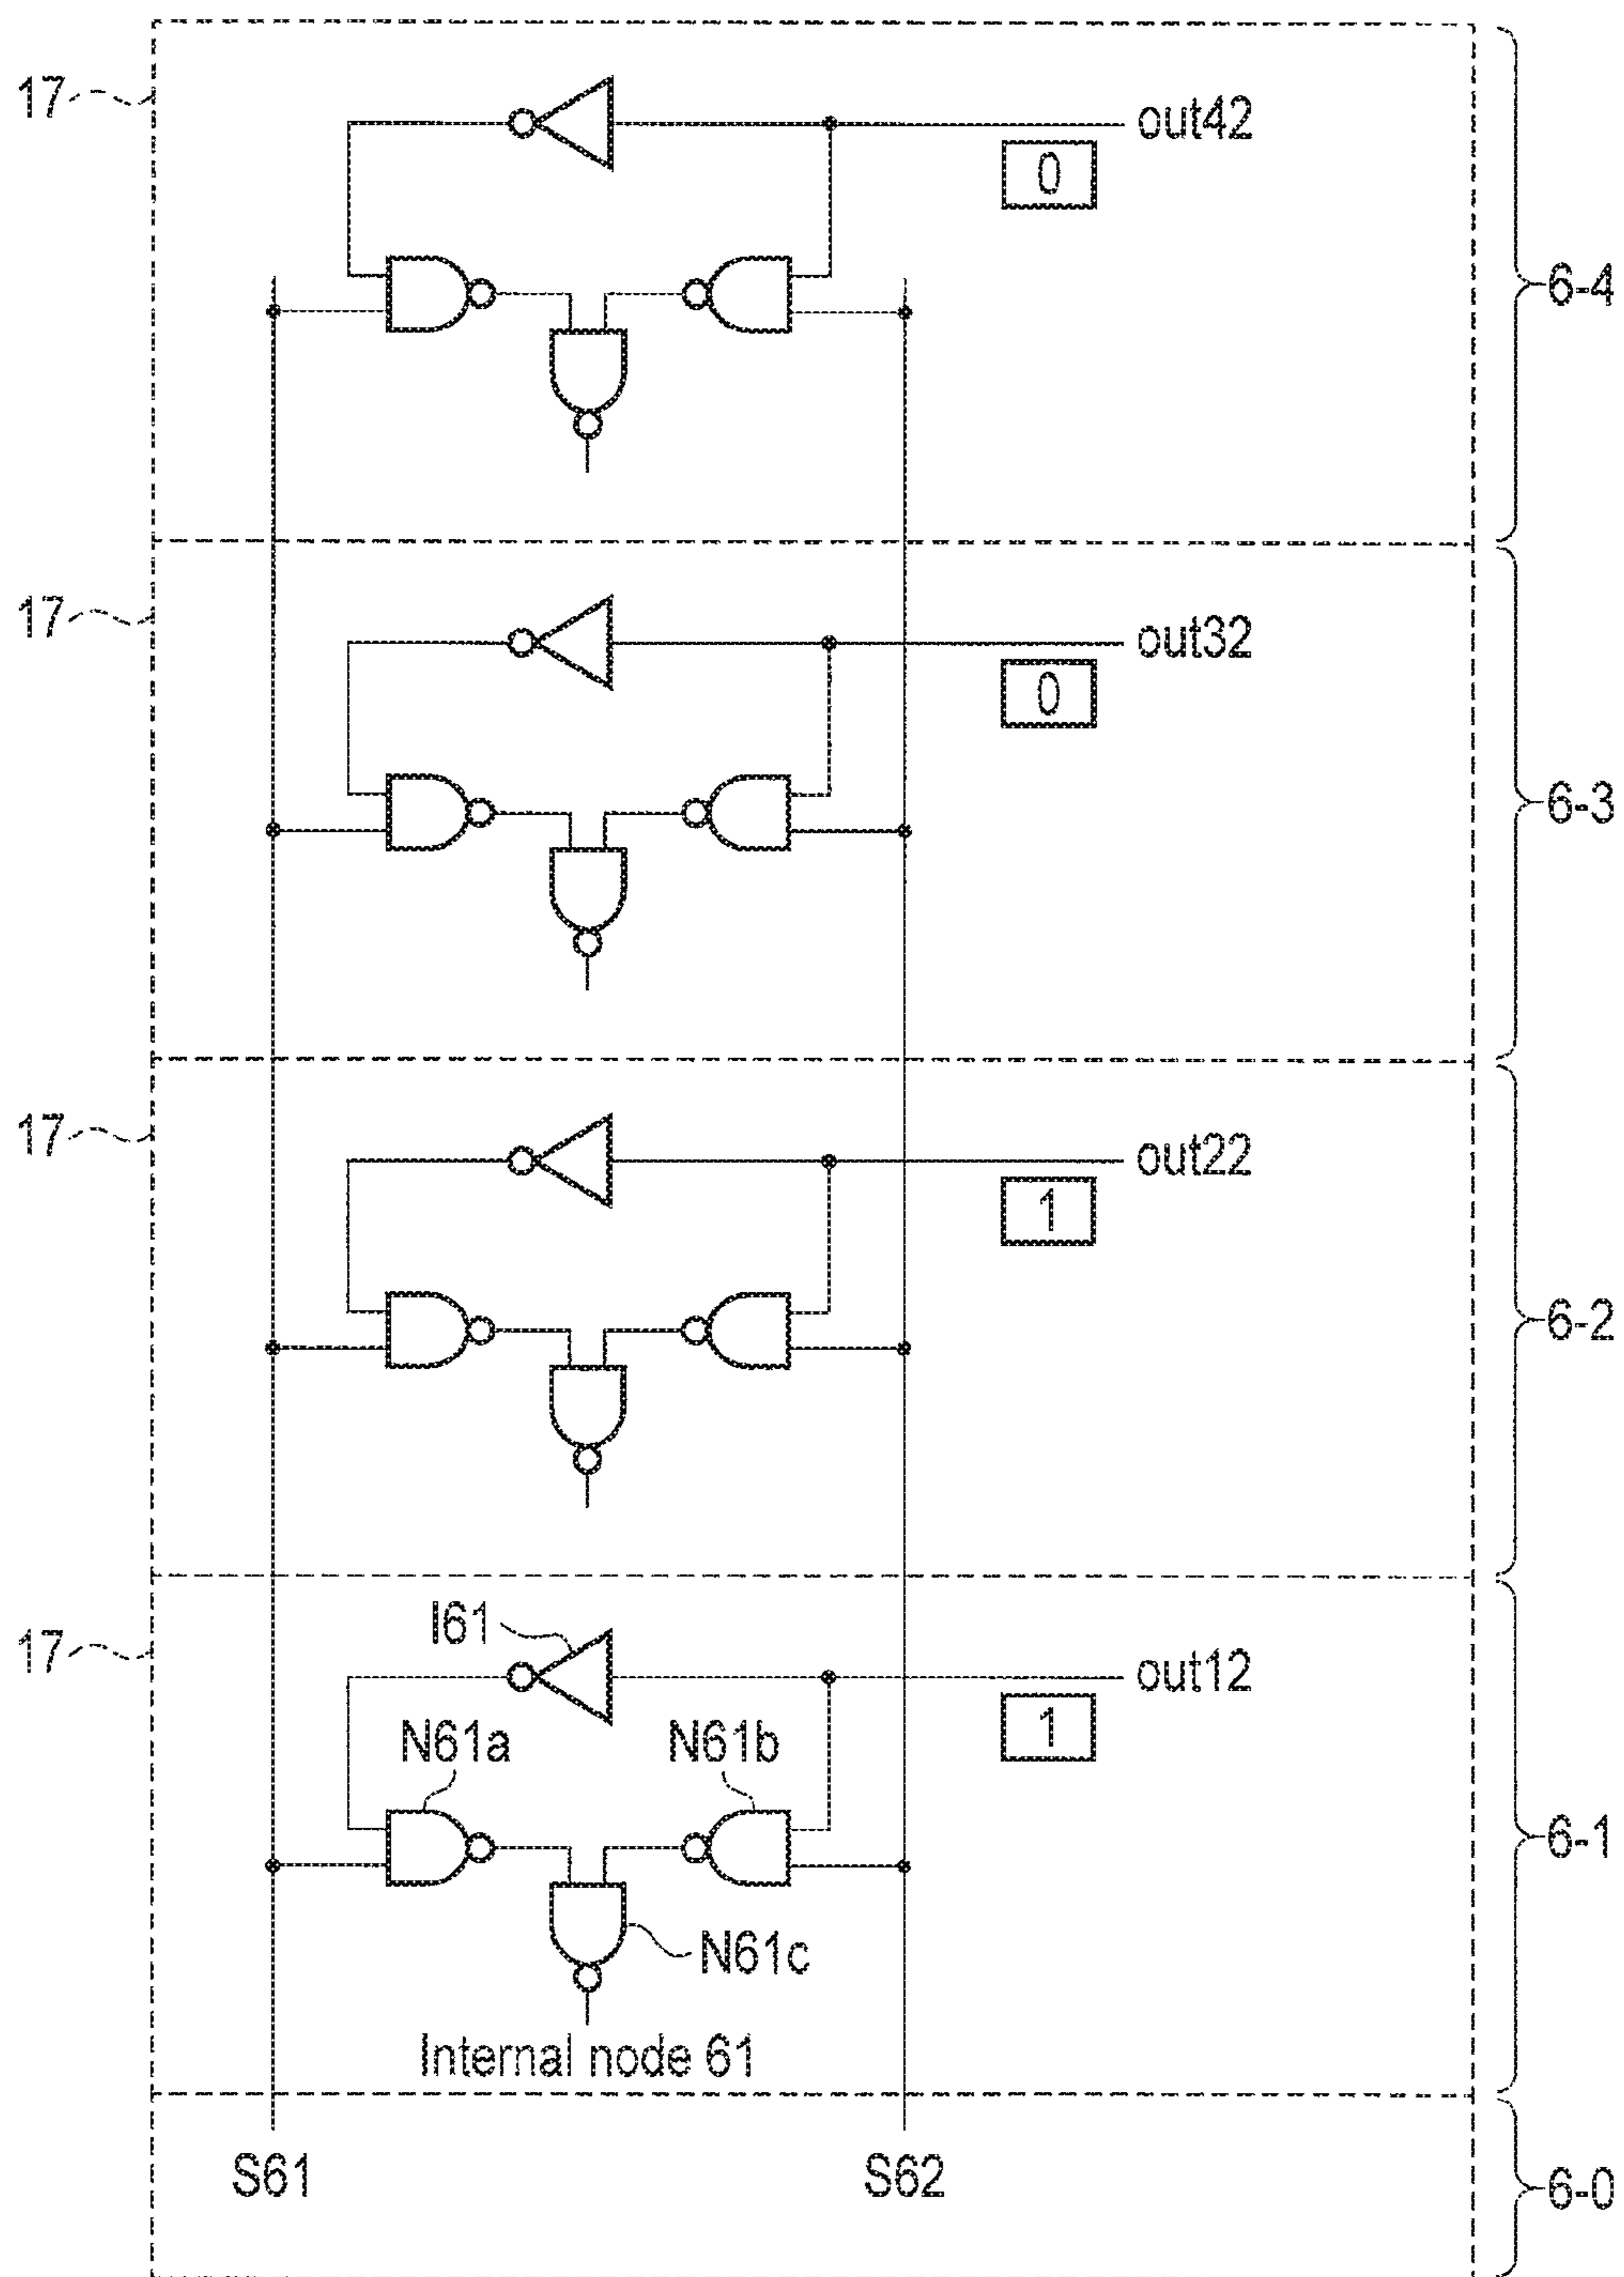 17
out42
0
6-4
17
out32
0
6-3
17
out22
1
6-2
17
I61
out12
1
N61a
N61b
6-1
N61c
Internal node 61
S61
S62
6-0